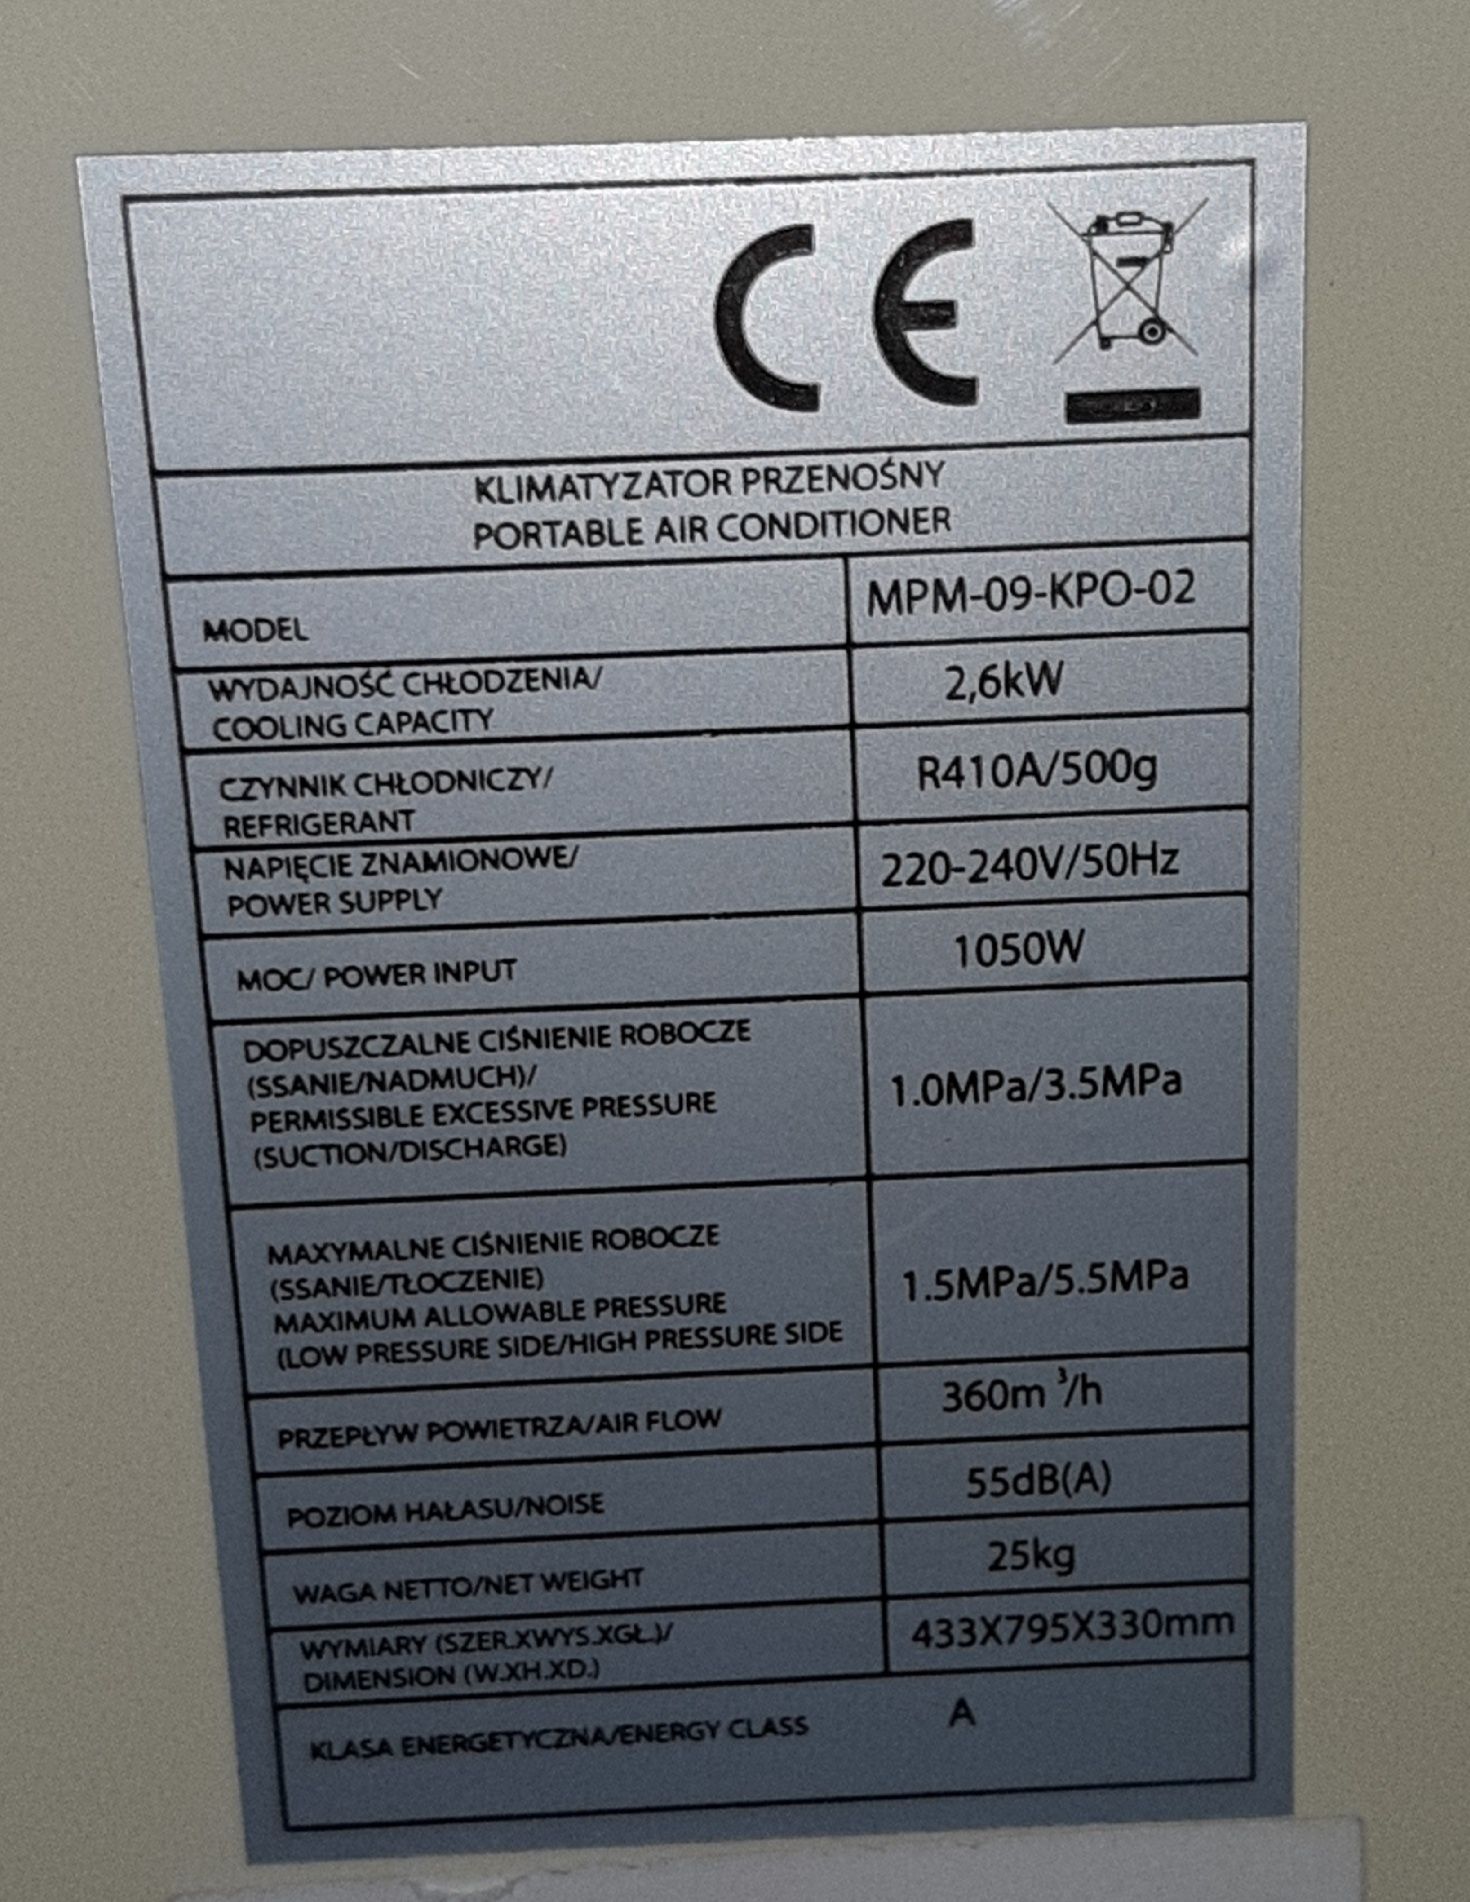 CE
KLIMATYZATOR PRZENOŚNY
PORTABLE AIR CONDITIONER
MODEL MPM-09-KPO-02
WYDAJNOŚĆ CHŁODZENIA/
COOLING CAPACITY 2,6kW
CZYNNIK CHŁODNICZY/
REFRIGERANT R410A/500g
NAPIĘCIE ZNAMIONOWE/
POWER SUPPLY 220-240V/50Hz
MOC/ POWER INPUT 1050W
DOPUSZCZALNE CIŚNIENIE ROBOCZE
(SSANIE/NADMUCH)/
PERMISSIBLE EXCESSIVE PRESSURE
(SUCTION/DISCHARGE) 1.0MPa/3.5MPa
MAXYMALNE CIŚNIENIE ROBOCZE
(SSANIE/TŁOCZENIE)
MAXIMUM ALLOWABLE PRESSURE
(LOW PRESSURE SIDE/HIGH PRESSURE SIDE 1.5MPa/5.5MPa
PRZEPŁYW POWIETRZA/AIR FLOW 360m ³/h
POZIOM HAŁASU/NOISE 55dB(A)
WAGA NETTO/NET WEIGHT 25kg
WYMIARY (SZER.XWYS.XGŁ.)/
DIMENSION (W.XH.XD.) 433X795X330mm
KLASA ENERGETYCZNA/ENERGY CLASS A